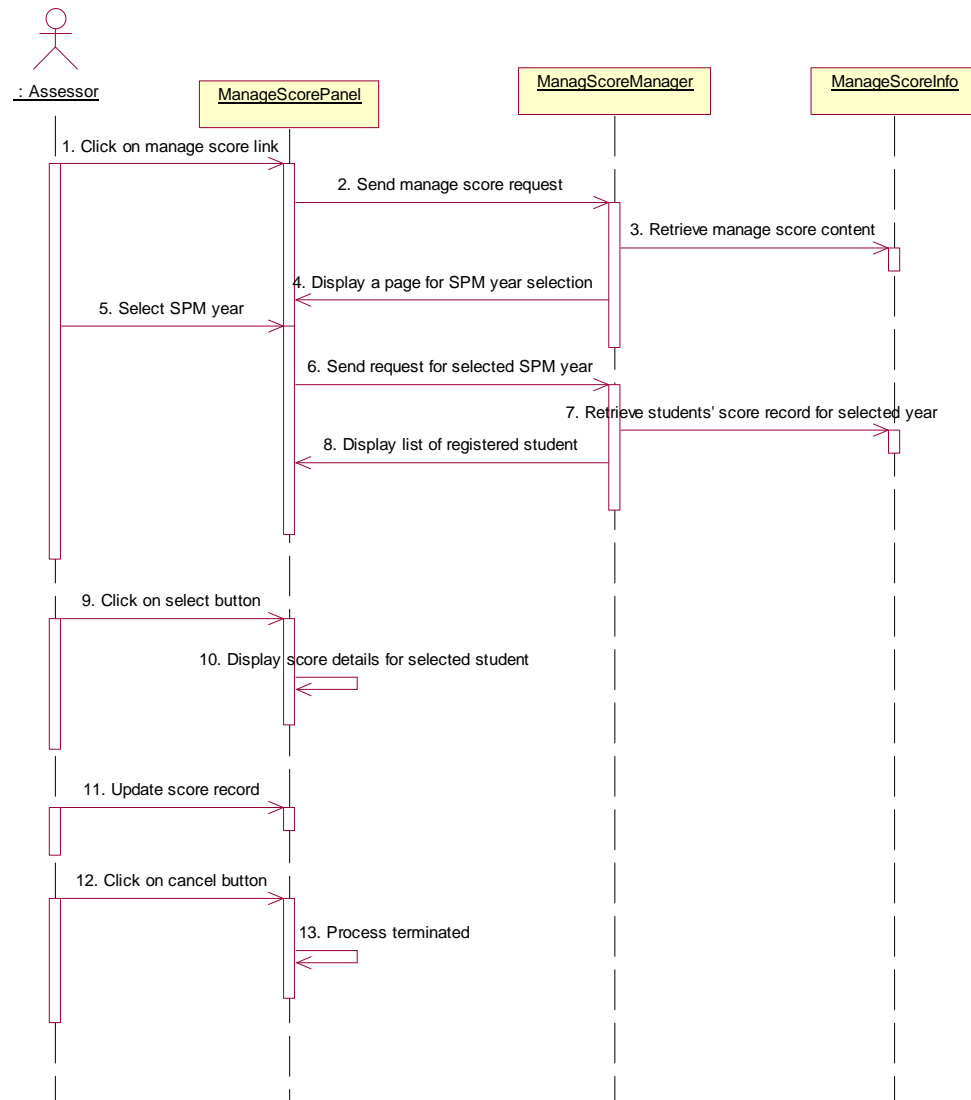 : Assessor
ManageScorePanel
ManagScoreManager
ManageScoreInfo
1. Click on manage score link
2. Send manage score request
3. Retrieve manage score content
4. Display a page for SPM year selection
5. Select SPM year
6. Send request for selected SPM year
7. Retrieve students' score record for selected year
8. Display list of registered student
9. Click on select button
10. Display score details for selected student
11. Update score record
12. Click on cancel button
13. Process terminated